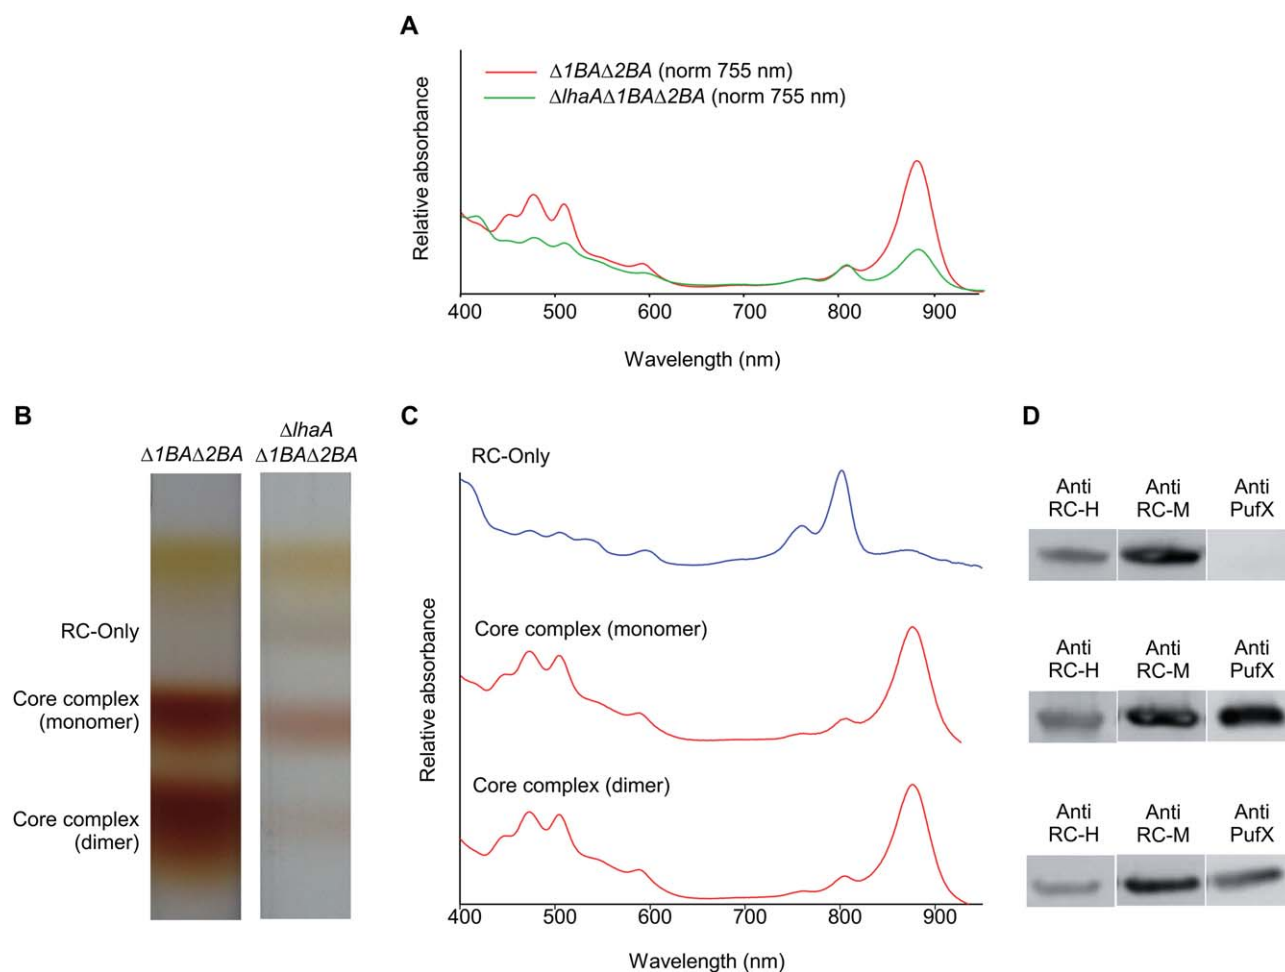 A
Δ1BAΔ2BA (norm 755 nm)
ΔlhaAΔ1BAΔ2BA (norm 755 nm)
Relative absorbance
400
500
600
700
800
900
Wavelength (nm)
B
Δ1BAΔ2BA
ΔlhaA
Δ1BAΔ2BA
RC-Only
Core complex
(monomer)
Core complex
(dimer)
C
RC-Only
Core complex (monomer)
Core complex (dimer)
Relative absorbance
400
500
600
700
800
900
Wavelength (nm)
D
Anti
RC-H
Anti
RC-M
Anti
PufX
Anti
RC-H
Anti
RC-M
Anti
PufX
Anti
RC-H
Anti
RC-M
Anti
PufX